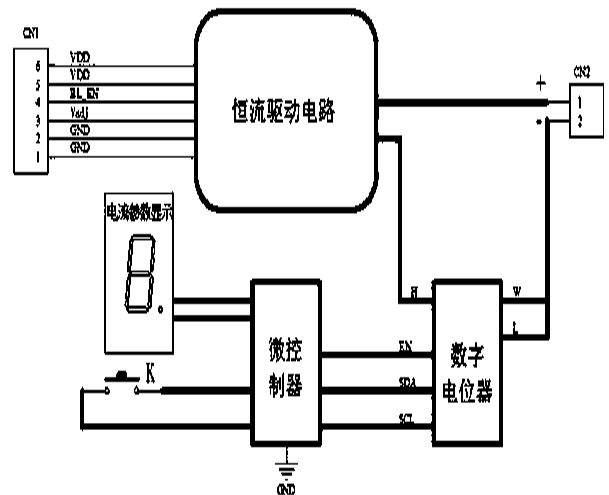 CN1
6 VDD
5 VDD
4 BL_EN
3 Vadj
2 GND
1 GND
恒流驱动电路
+
-
CN2
1
2
电流参数显示
8.
K
微控
制器
GND
H
EN
SDA
SCL
数字
电位器
W
L